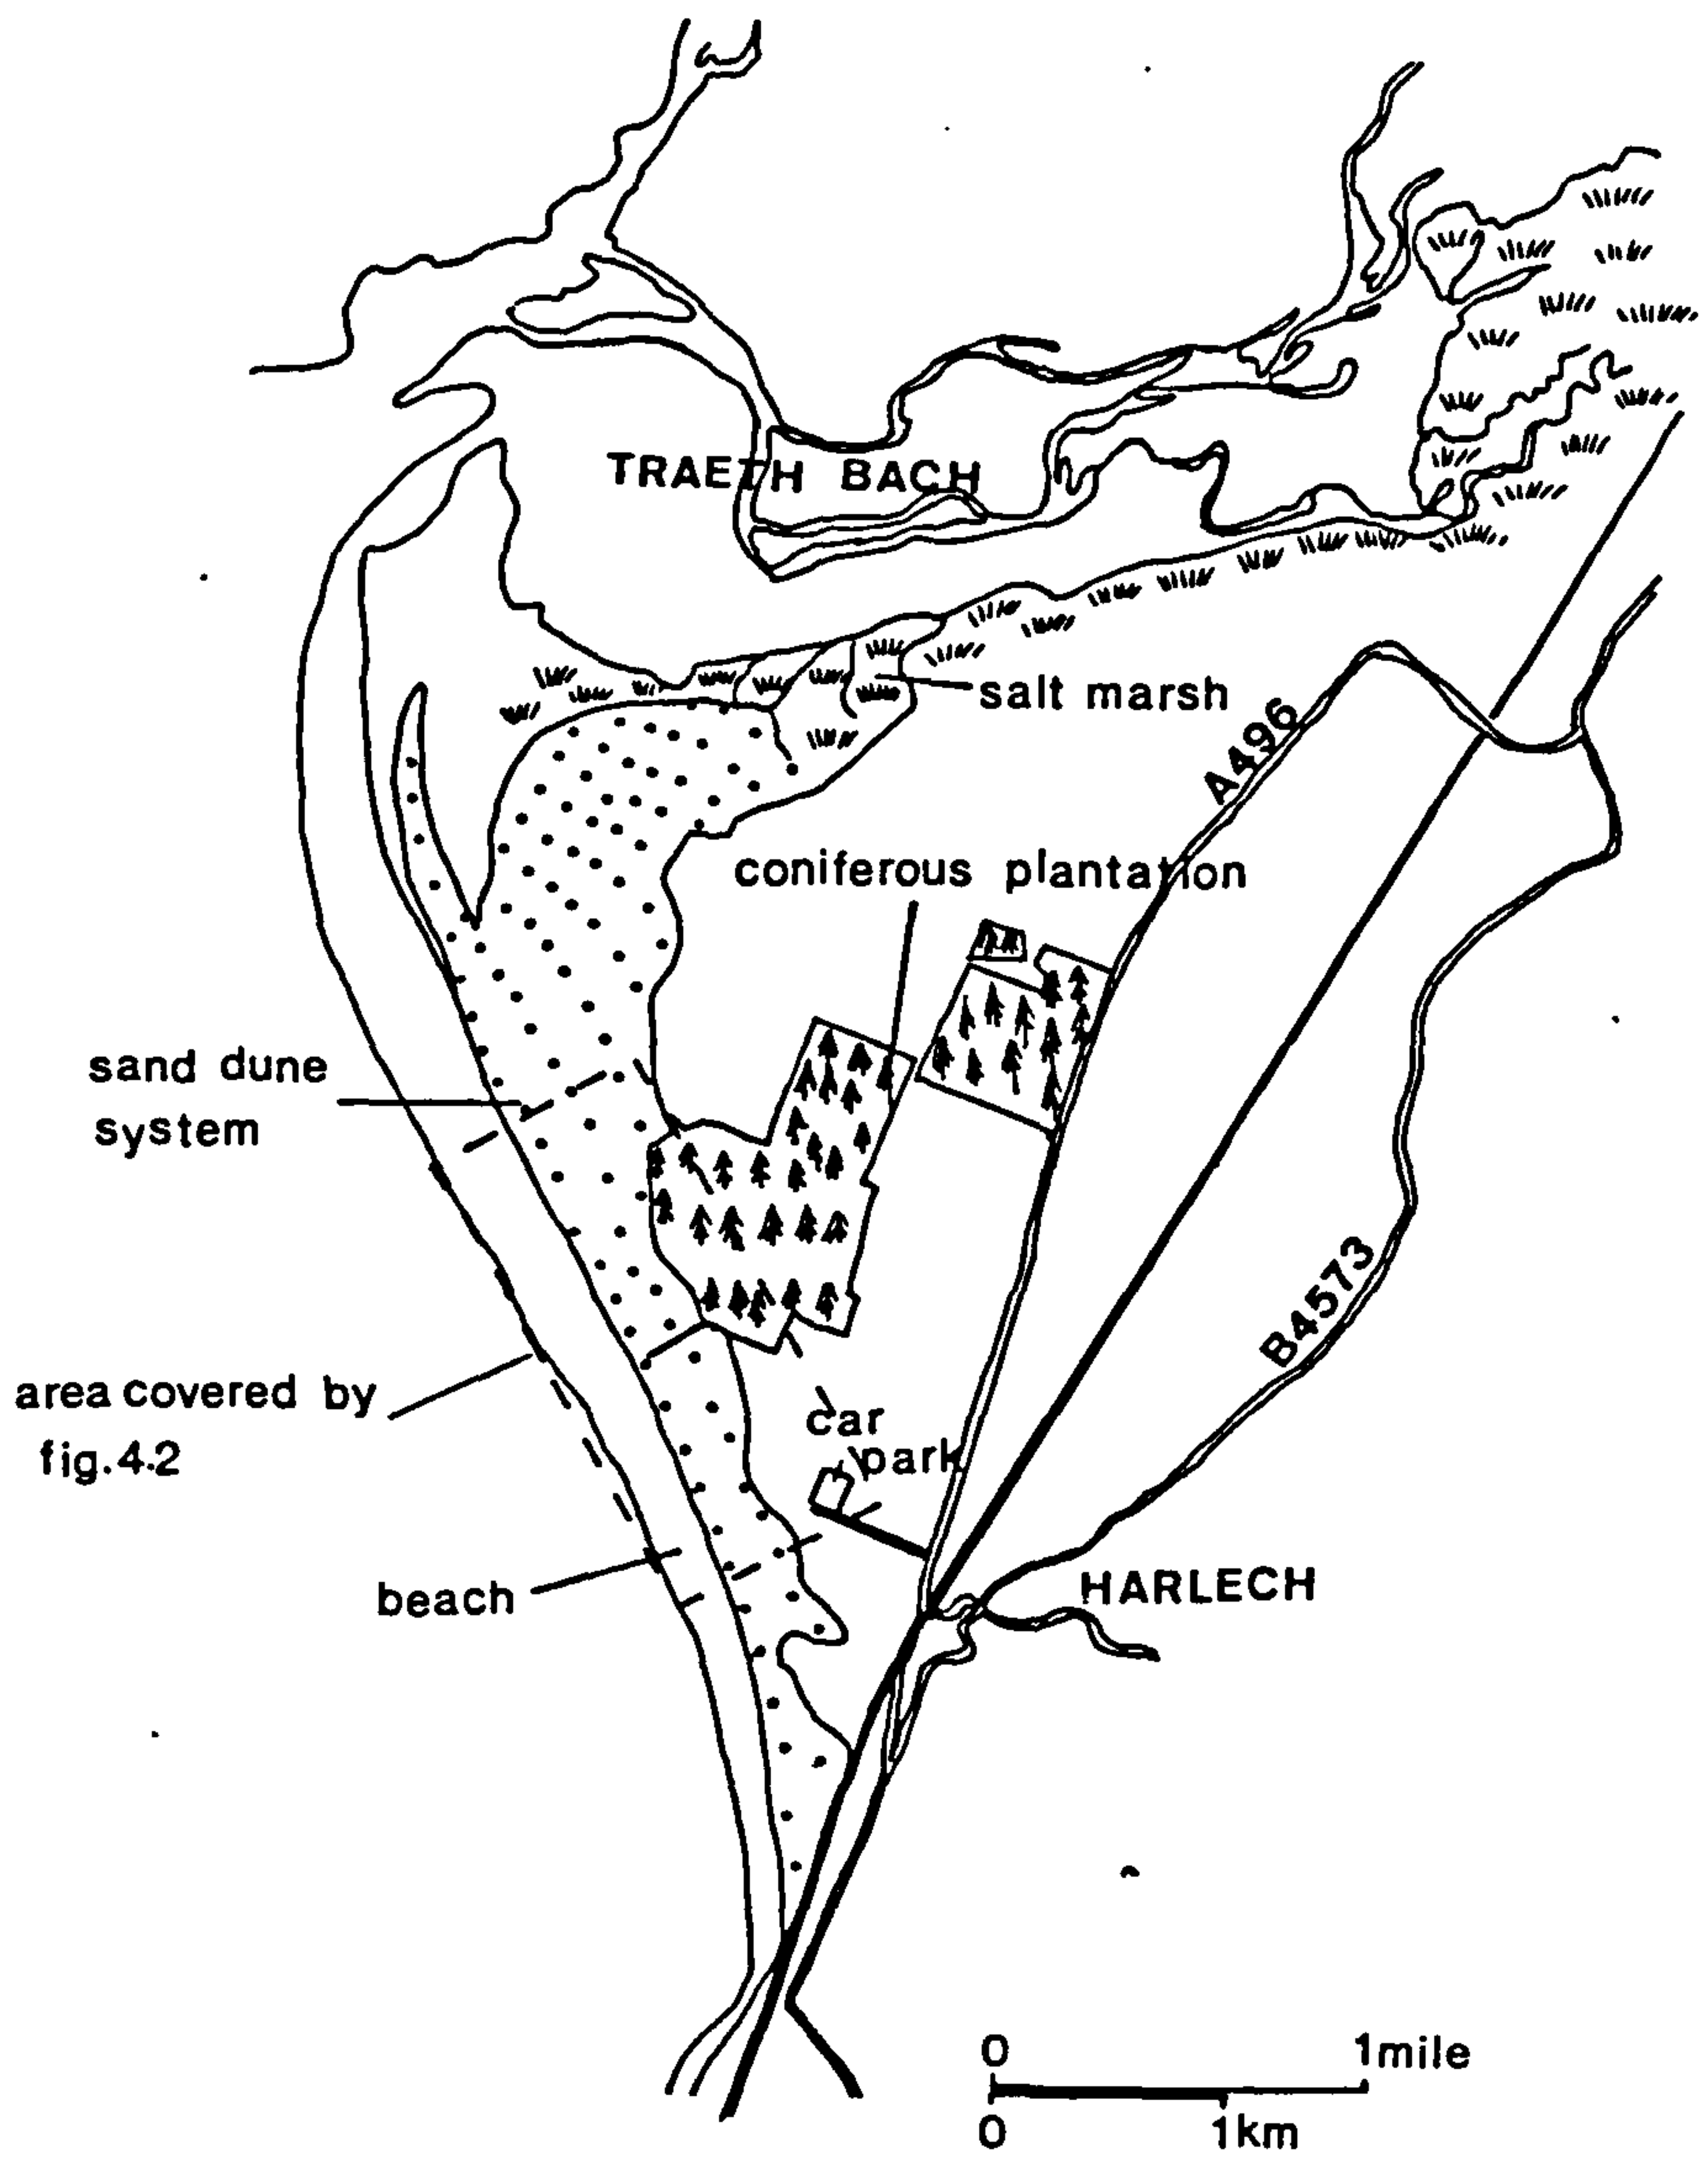 TRAETH BACH
salt marsh
A496
coniferous plantation
sand dune
system
B4573
area covered by
fig.4.2
car
park
beach
HARLECH
0
1mile
0
1km